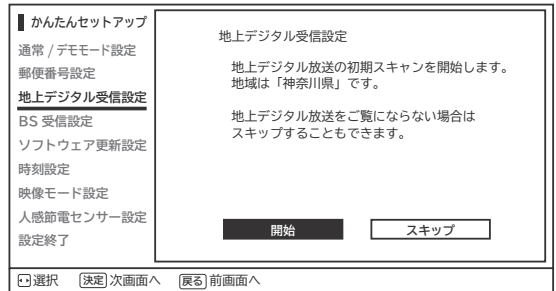 かんたんセットアップ
通常 / デモモード設定
郵便番号設定
地上デジタル受信設定
BS 受信設定
ソフトウェア更新設定
時刻設定
映像モード設定
人感節電センサー設定
設定終了
地上デジタル受信設定
地上デジタル放送の初期スキャンを開始します。
地域は「神奈川県」です。
地上デジタル放送をご覧にならない場合は
スキップすることもできます。
開始 スキップ
選択 決定 次画面へ 戻る 前画面へ